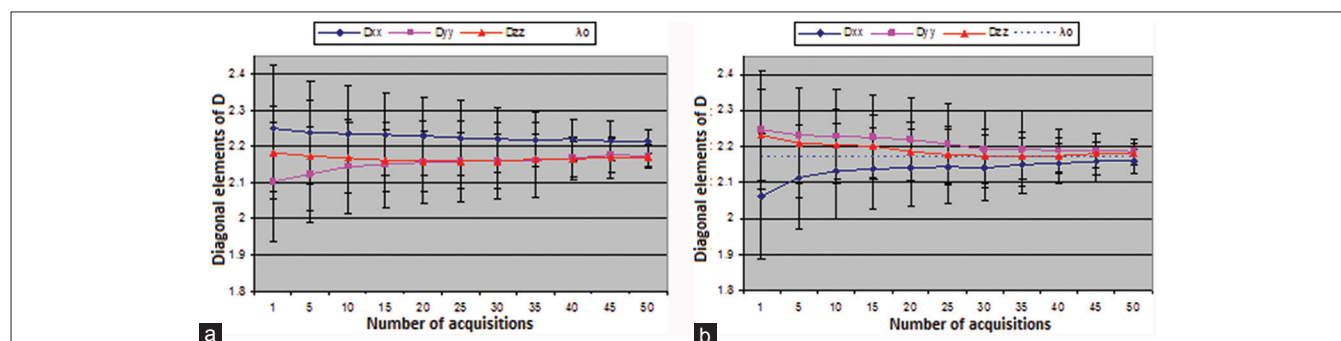 Dxx Dyy Dzz λo
2.4
2.3
2.2
2.1
2
1.9
1.8
Diagonal elements of D
1 5 10 15 20 25 30 35 40 45 50
Number of acquisitions
a
Dxx Dyy Dzz λo
2.4
2.3
2.2
2.1
2
1.9
1.8
Diagonal elements of D
1 5 10 15 20 25 30 35 40 45 50
Number of acquisitions
b